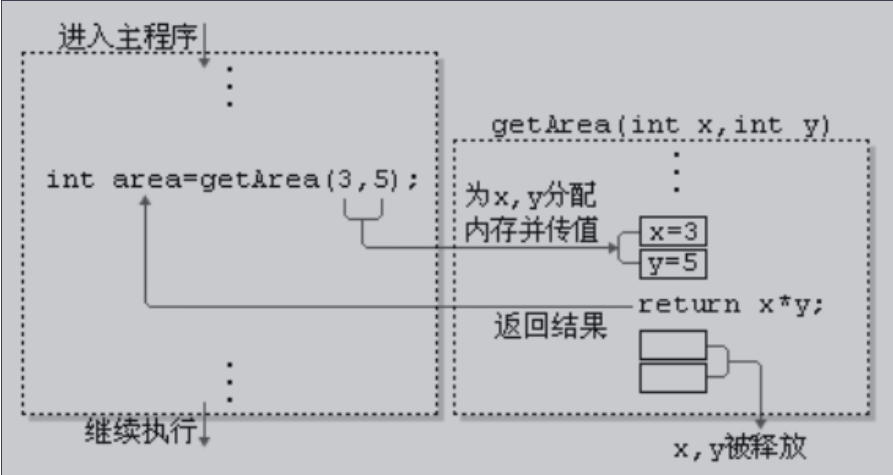 进入主程序
getArea(int x,int y)
int area=getArea(3,5);
为x,y分配
内存并传值
x=3
y=5
return x*y;
返回结果
继续执行
x,y被释放